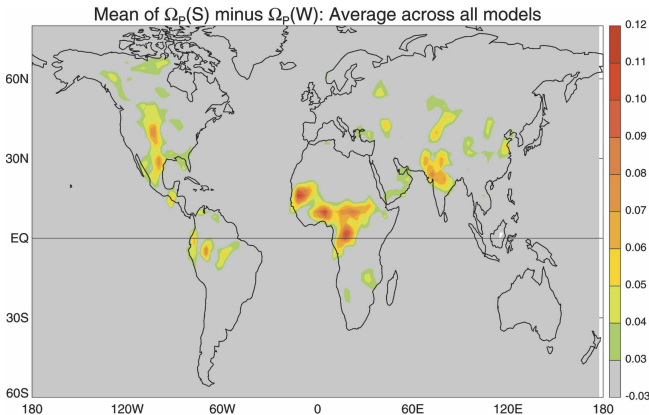 Mean of Ω_P(S) minus Ω_P(W): Average across all models
0.12
0.11
0.10
0.09
0.08
0.07
0.06
0.05
0.04
0.03
-0.03
60N
30N
EQ
30S
60S
180 120W 60W 0 60E 120E 180